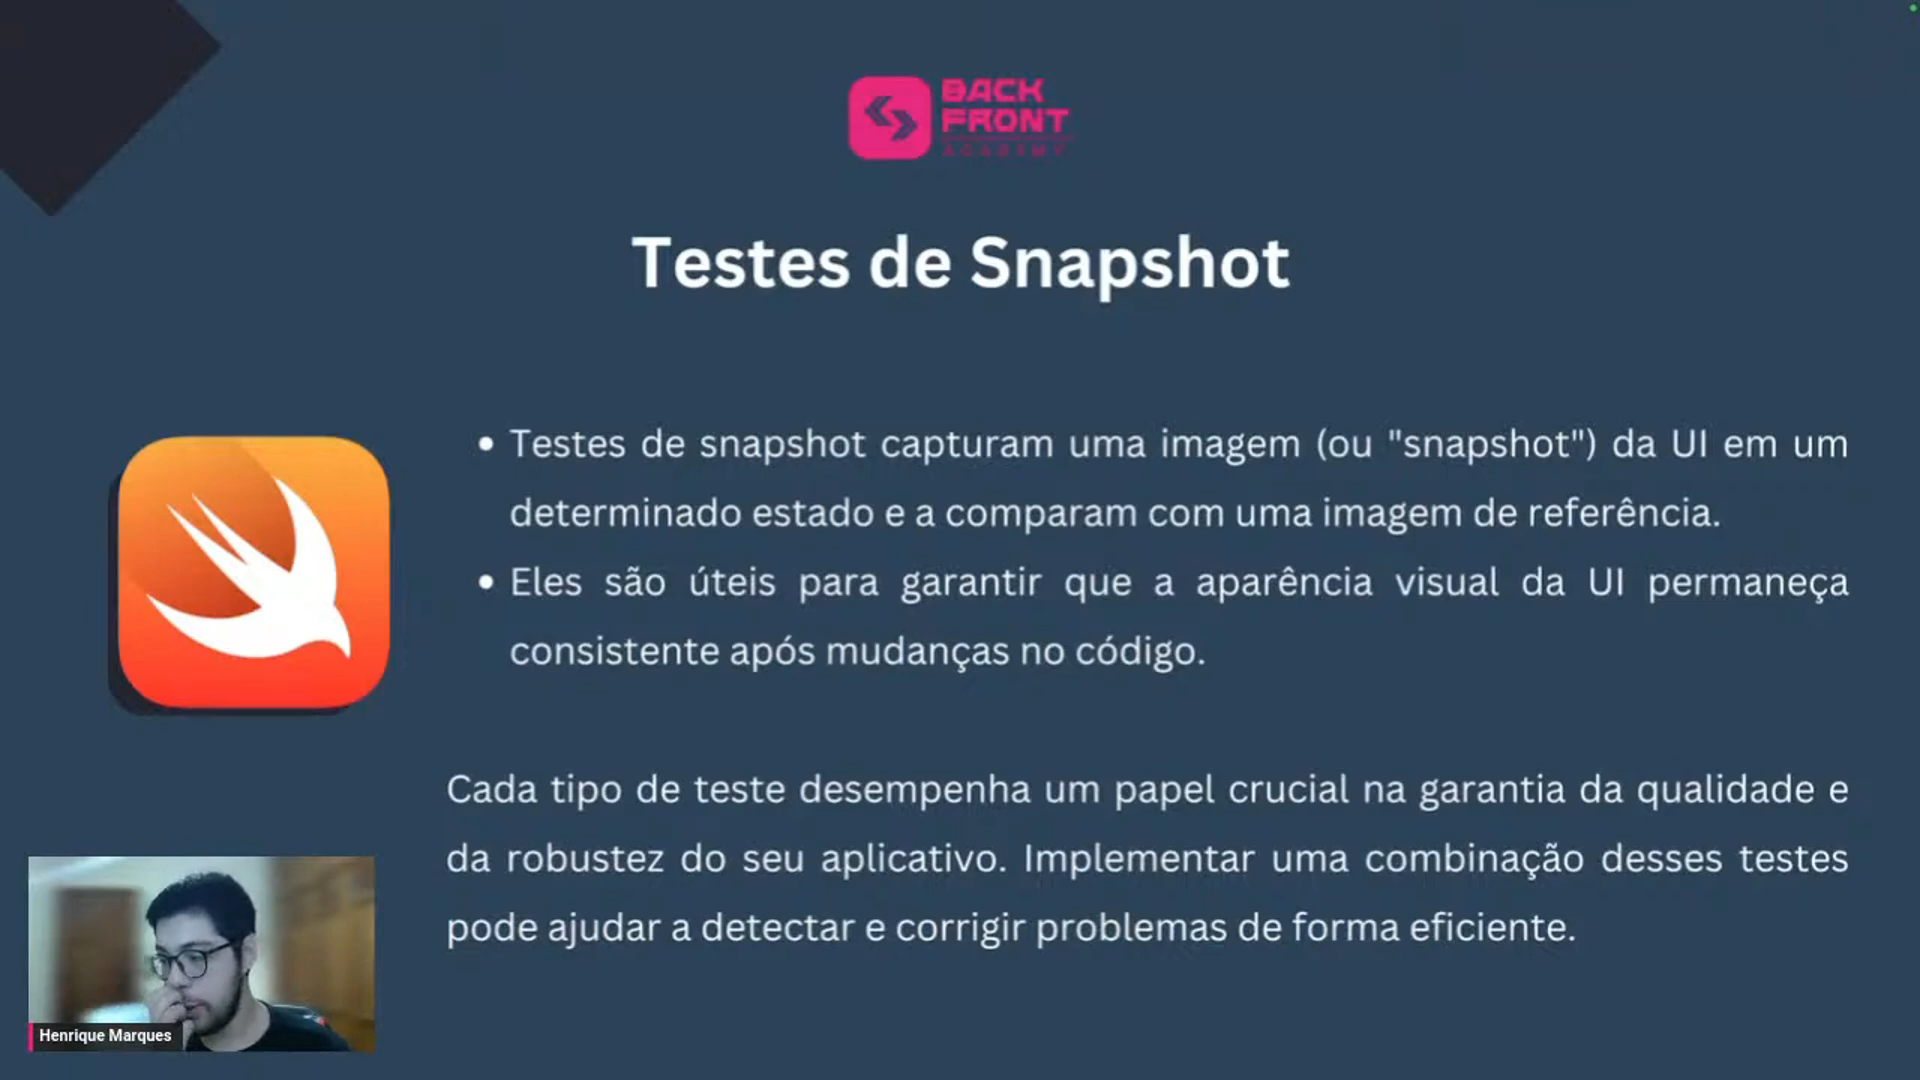 BACK
FRONT
ACADEMY
Testes de Snapshot
• Testes de snapshot capturam uma imagem (ou "snapshot") da UI em um
determinado estado e a comparam com uma imagem de referência.
• Eles são úteis para garantir que a aparência visual da UI permaneça
consistente após mudanças no código.
Cada tipo de teste desempenha um papel crucial na garantia da qualidade e
da robustez do seu aplicativo. Implementar uma combinação desses testes
pode ajudar a detectar e corrigir problemas de forma eficiente.
Henrique Marques